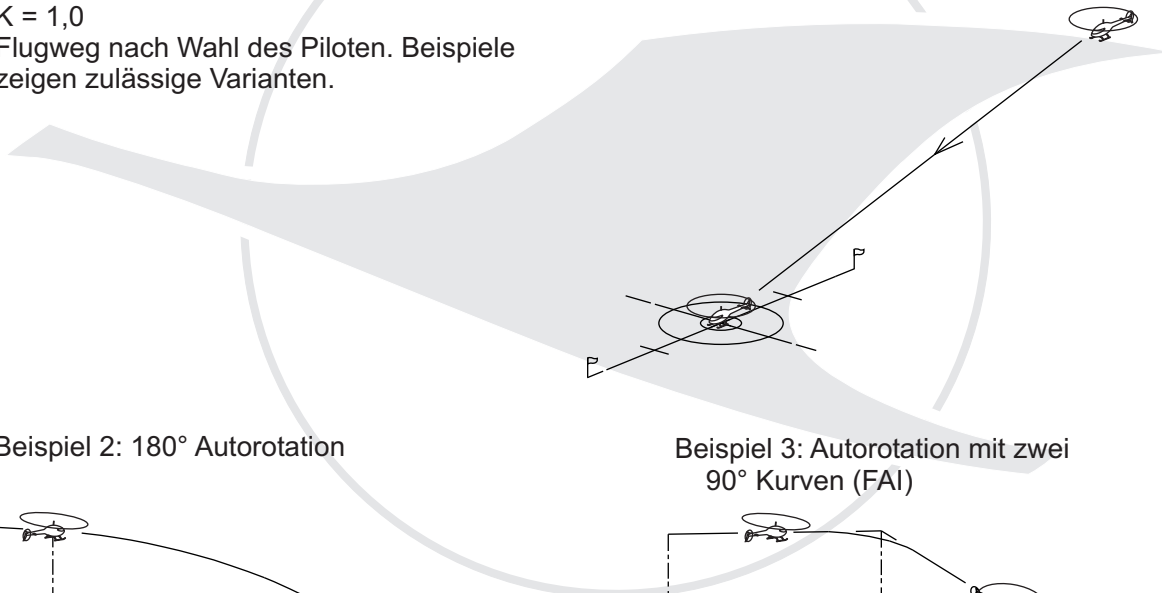 K = 1,0
Flugweg nach Wahl des Piloten. Beispiele
zeigen zulässige Varianten.
Beispiel 2: 180° Autorotation
Beispiel 3: Autorotation mit zwei
90° Kurven (FAI)